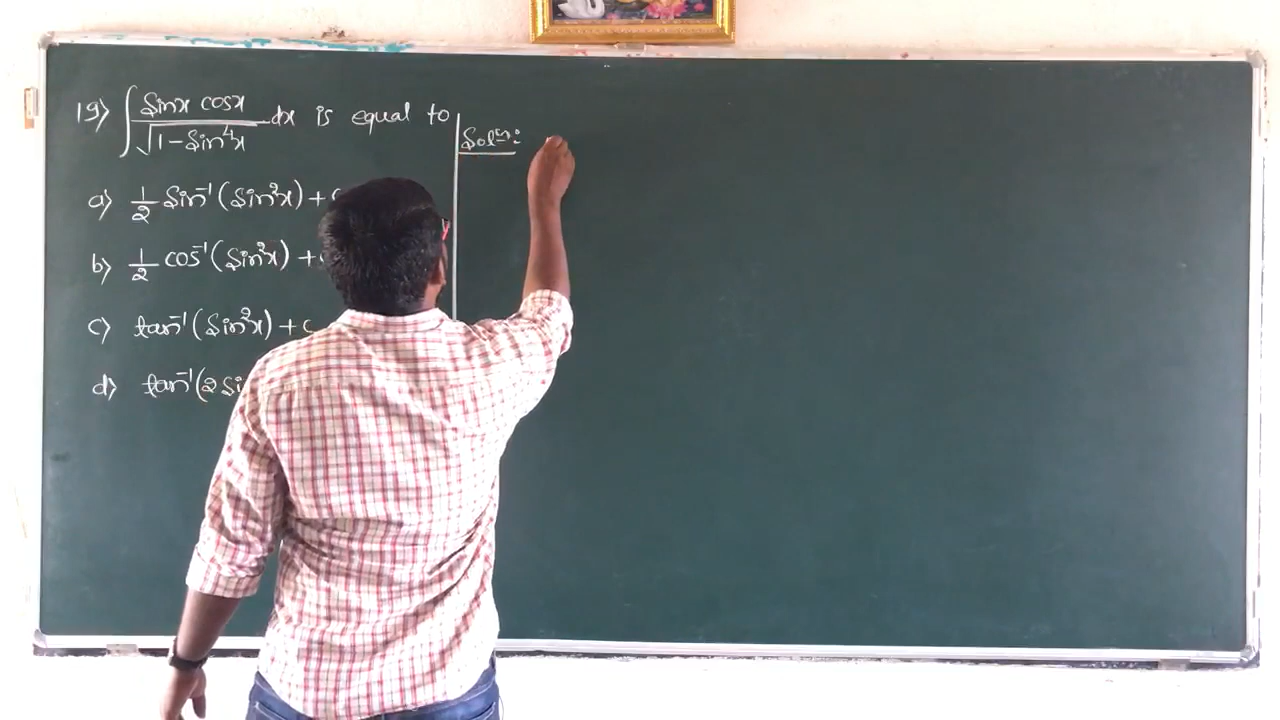 19) ∫ sinx cosx / √(1-sin⁴x) dx is equal to
a) 1/2 sin⁻¹(sin²x) +
b) 1/2 cos⁻¹(sin²x) +
c) tan⁻¹(sin²x) + c
d) tan⁻¹(2 si
Solⁿ: